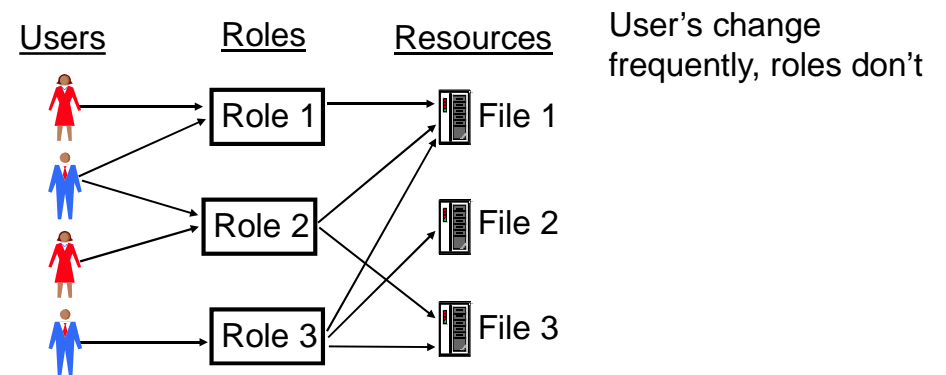 Users
Roles
Resources
User's change
frequently, roles don't
Role 1
File 1
Role 2
File 2
Role 3
File 3